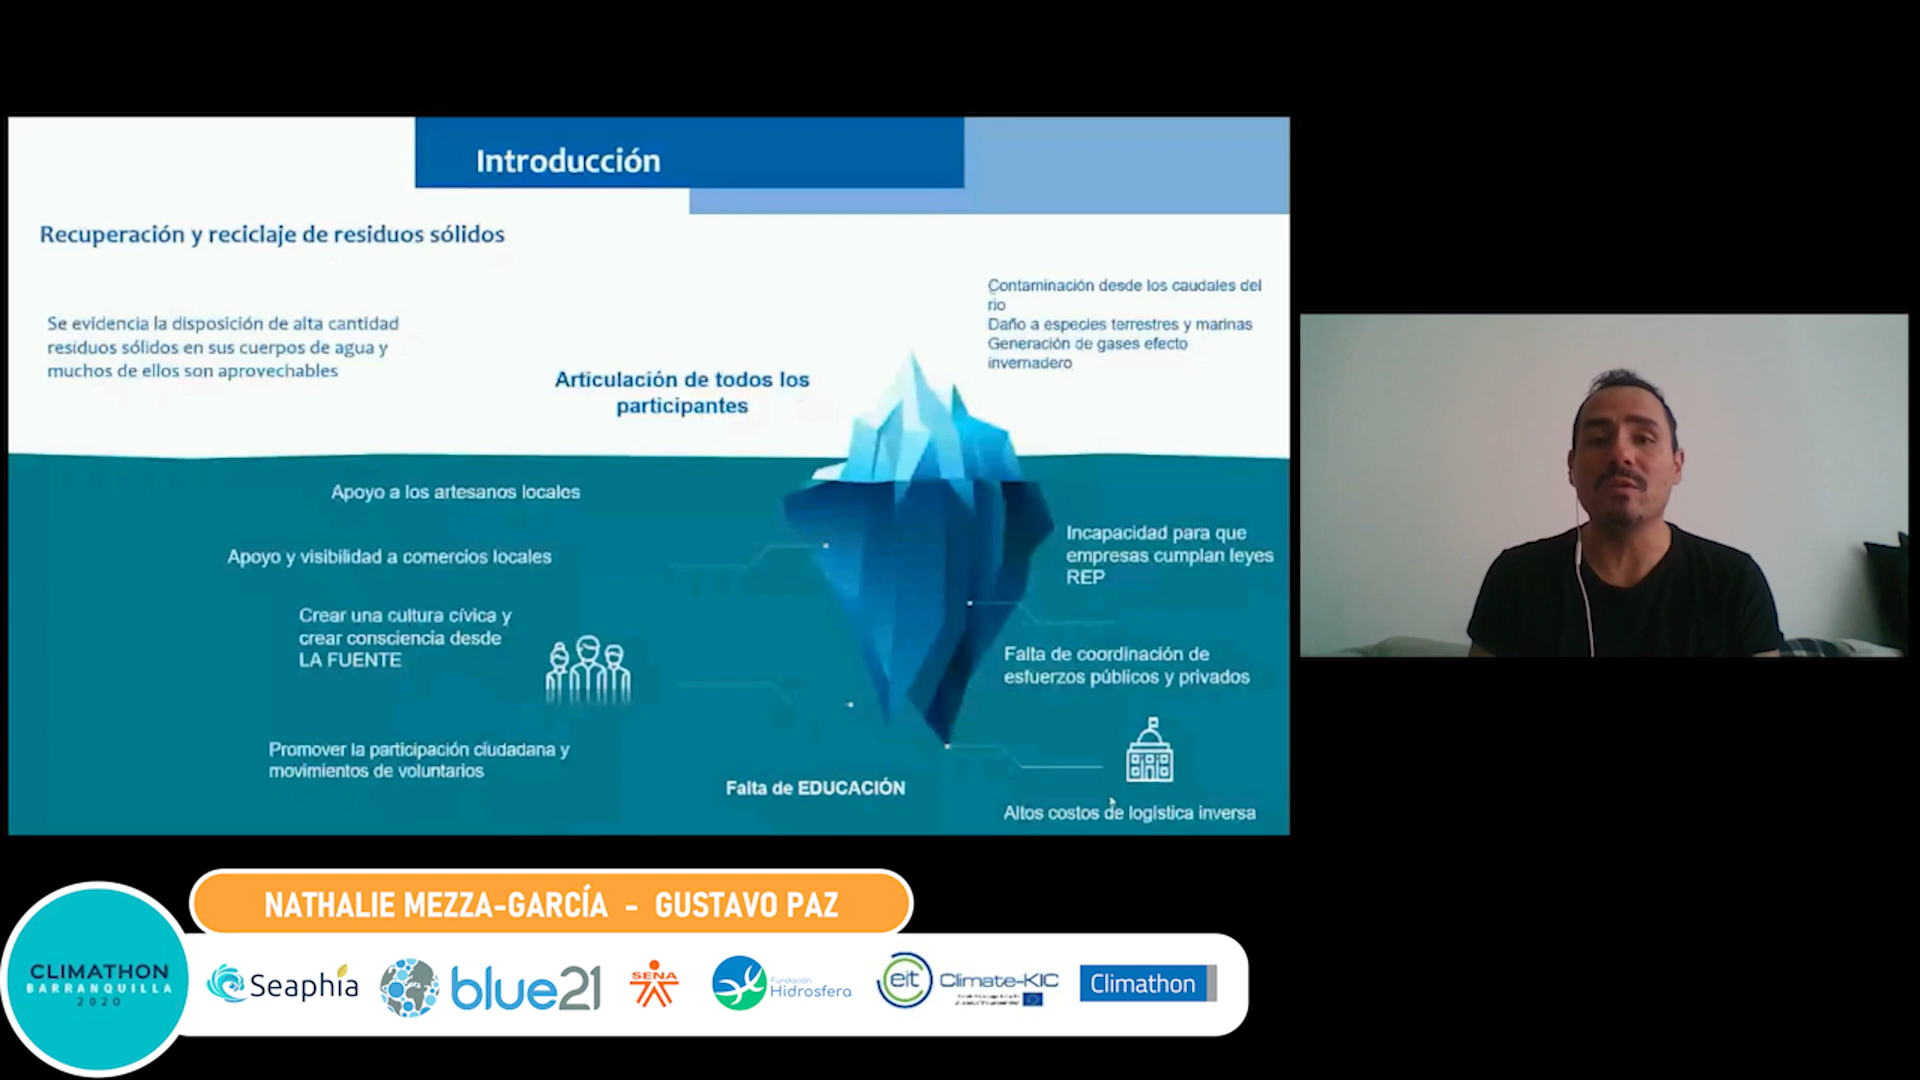 Introducción
Recuperación y reciclaje de residuos sólidos
Se evidencia la disposición de alta cantidad
residuos sólidos en sus cuerpos de agua y
muchos de ellos son aprovechables
Contaminación desde los caudales del
rio
Daño a especies terrestres y marinas
Generación de gases efecto
invernadero
Articulación de todos los
participantes
Apoyo a los artesanos locales
Apoyo y visibilidad a comercios locales
Crear una cultura cívica y
crear consciencia desde
LA FUENTE
Promover la participación ciudadana y
movimientos de voluntarios
Falta de EDUCACIÓN
Incapacidad para que
empresas cumplan leyes
REP
Falta de coordinación de
esfuerzos públicos y privados
Altos costos de logística inversa
NATHALIE MEZZA-GARCÍA - GUSTAVO PAZ
CLIMATHON
BARRANQUILLA
2020
Seaphia
blue21
SENA
Fundación
Hidrosfera
eit
Climate-KIC
Climathon